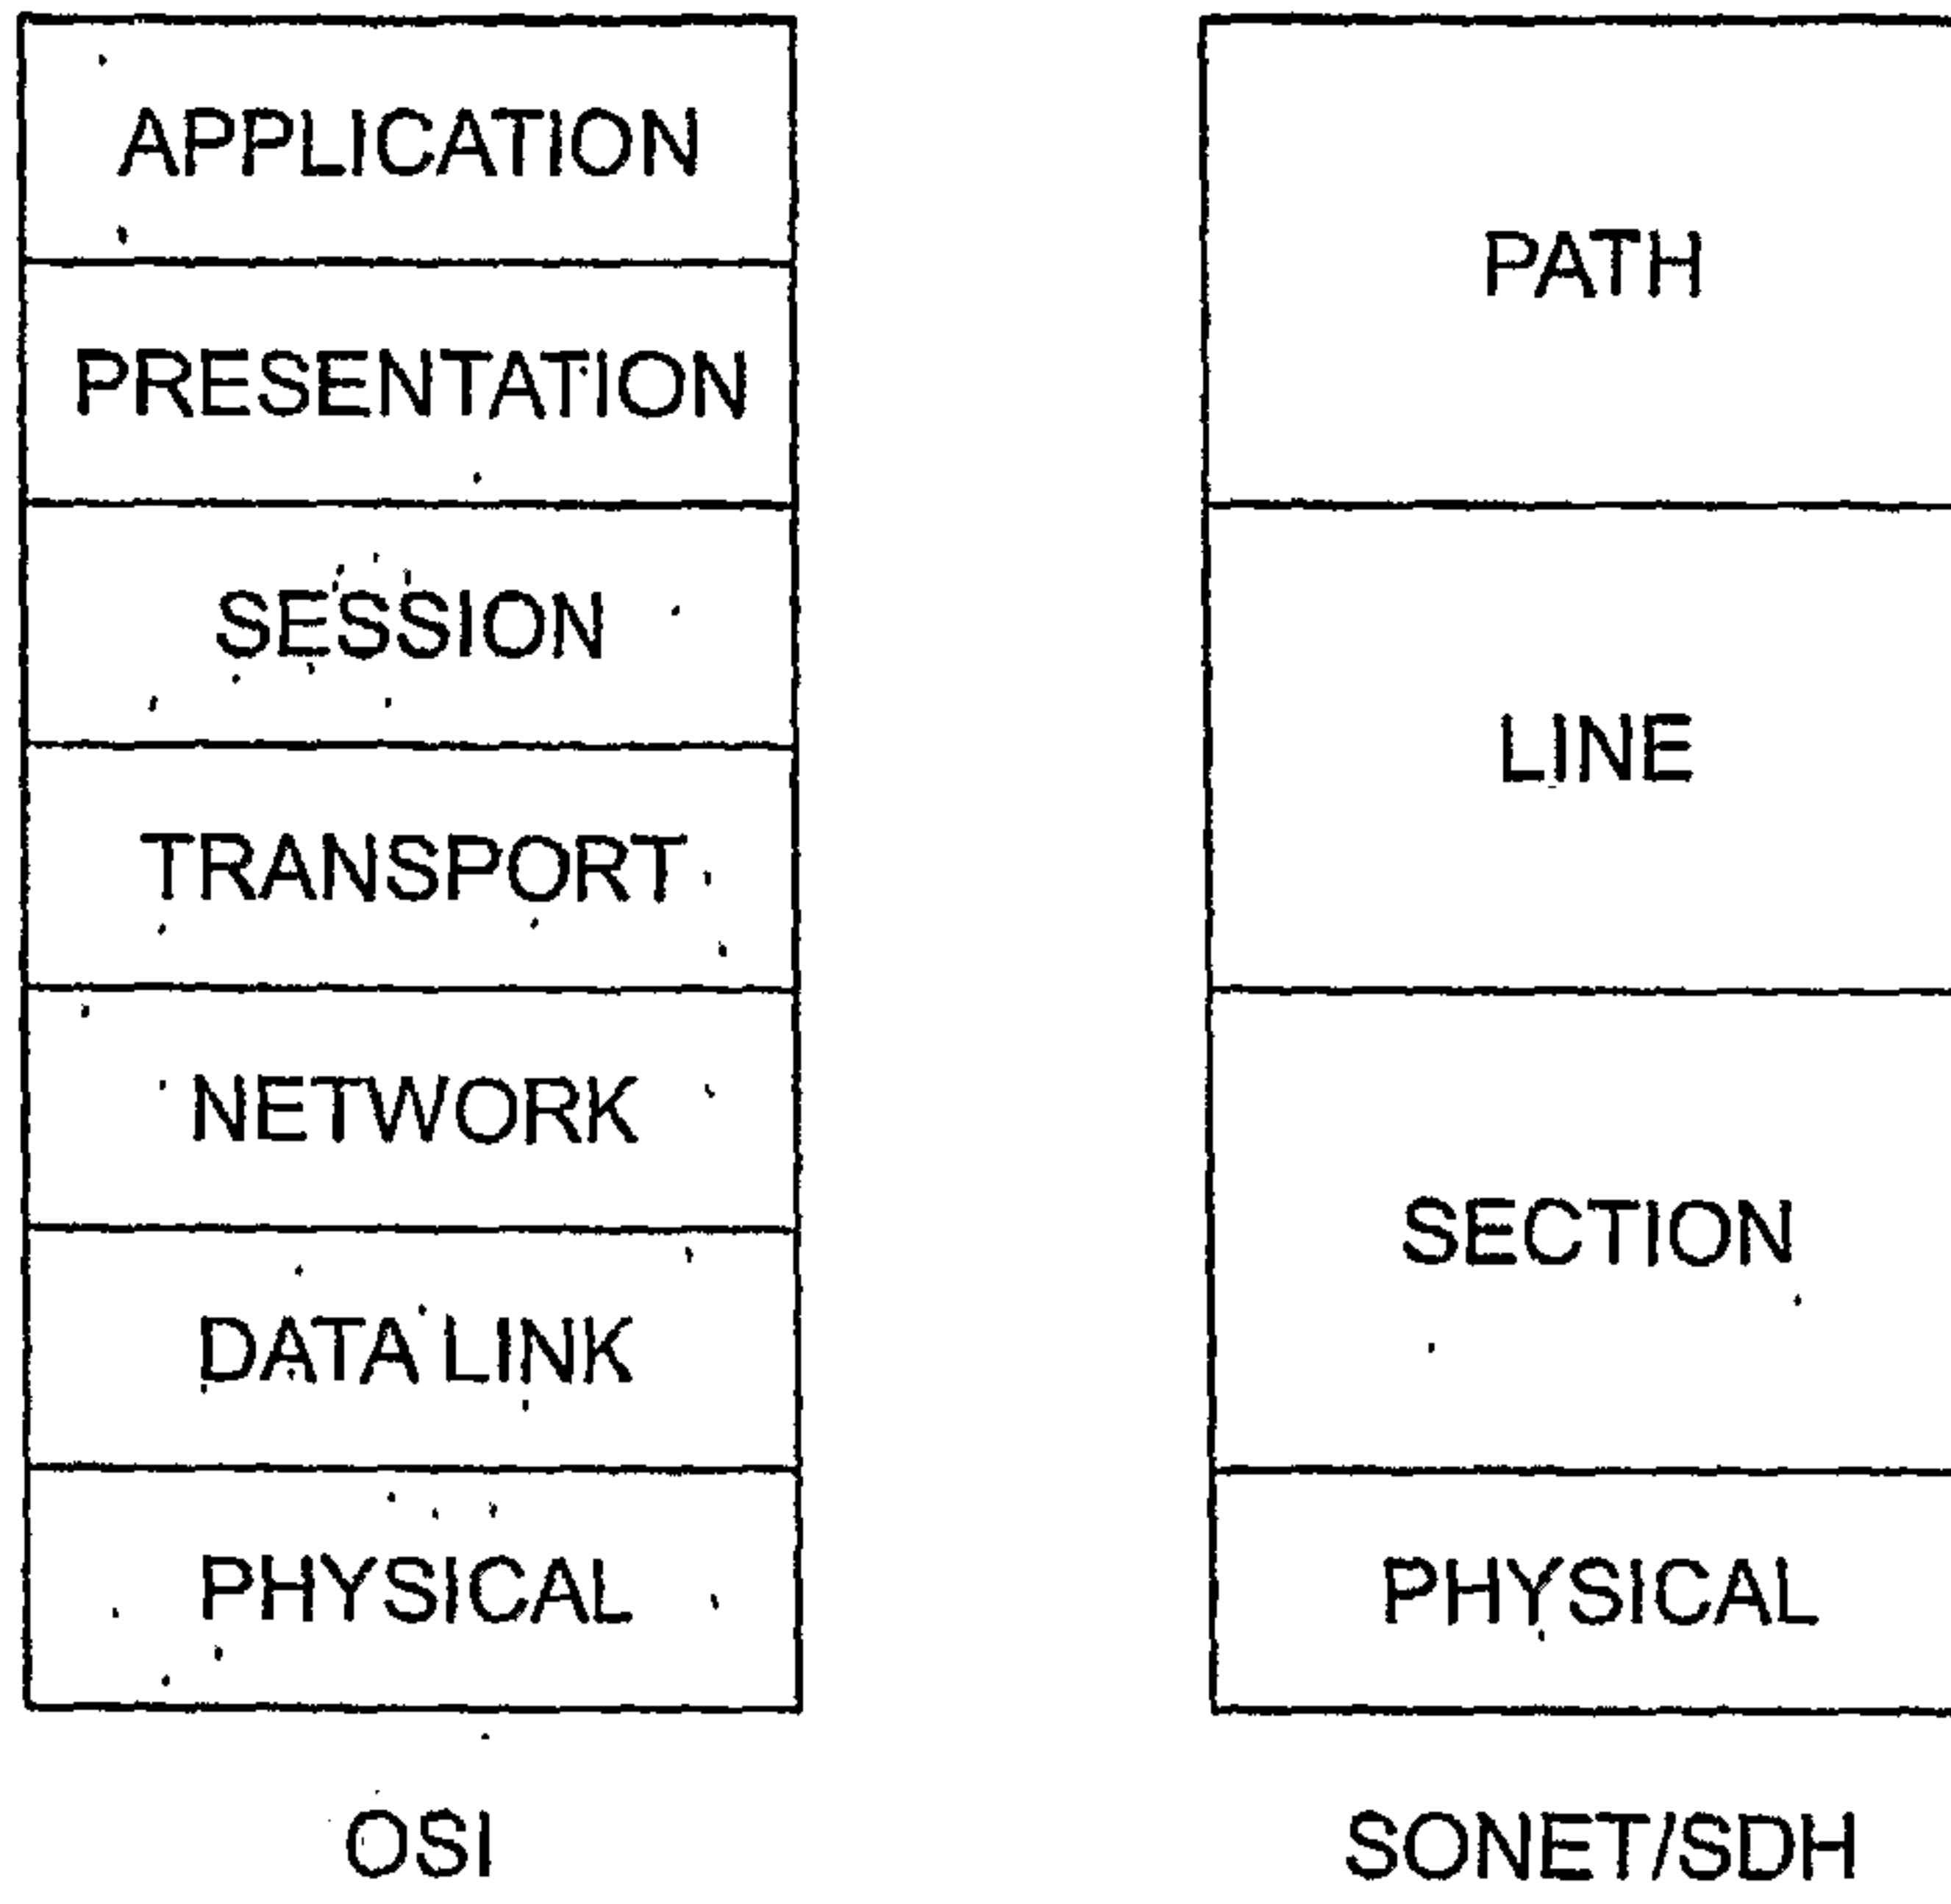 APPLICATION
PRESENTATION
SESSION
TRANSPORT
NETWORK
DATA LINK
PHYSICAL
OSI
PATH
LINE
SECTION
PHYSICAL
SONET/SDH